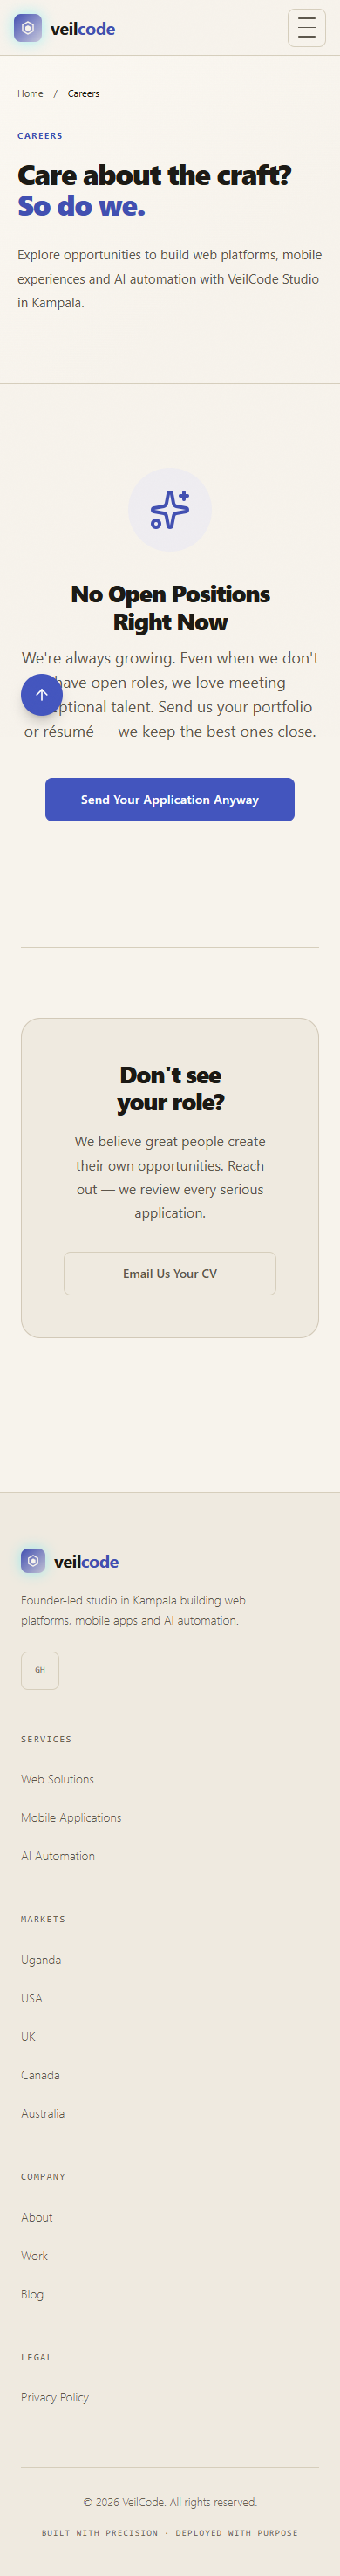 veilcode
Home / Careers
CAREERS
Care about the craft?
So do we.
Explore opportunities to build web platforms, mobile
experiences and AI automation with VeilCode Studio
in Kampala.
No Open Positions
Right Now
We're always growing. Even when we don't
have open roles, we love meeting
eptional talent. Send us your portfolio
or résumé — we keep the best ones close.
Send Your Application Anyway
Don't see
your role?
We believe great people create
their own opportunities. Reach
out — we review every serious
application.
Email Us Your CV
veilcode
Founder-led studio in Kampala building web
platforms, mobile apps and AI automation.
GH
SERVICES
Web Solutions
Mobile Applications
AI Automation
MARKETS
Uganda
USA
UK
Canada
Australia
COMPANY
About
Work
Blog
LEGAL
Privacy Policy
© 2026 VeilCode. All rights reserved.
BUILT WITH PRECISION · DEPLOYED WITH PURPOSE